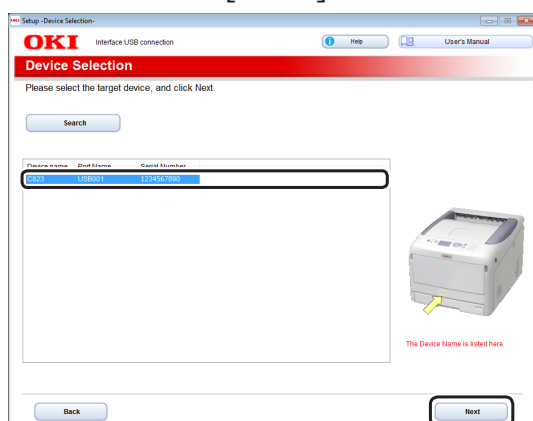 Setup -Device Selection-
OKI Interface:USB connection Help User's Manual
Device Selection
Please select the target device, and click Next.
Search
Device name Port Name Serial Number
C823 USB001 1234567890
The Device Name is listed here.
Back Next